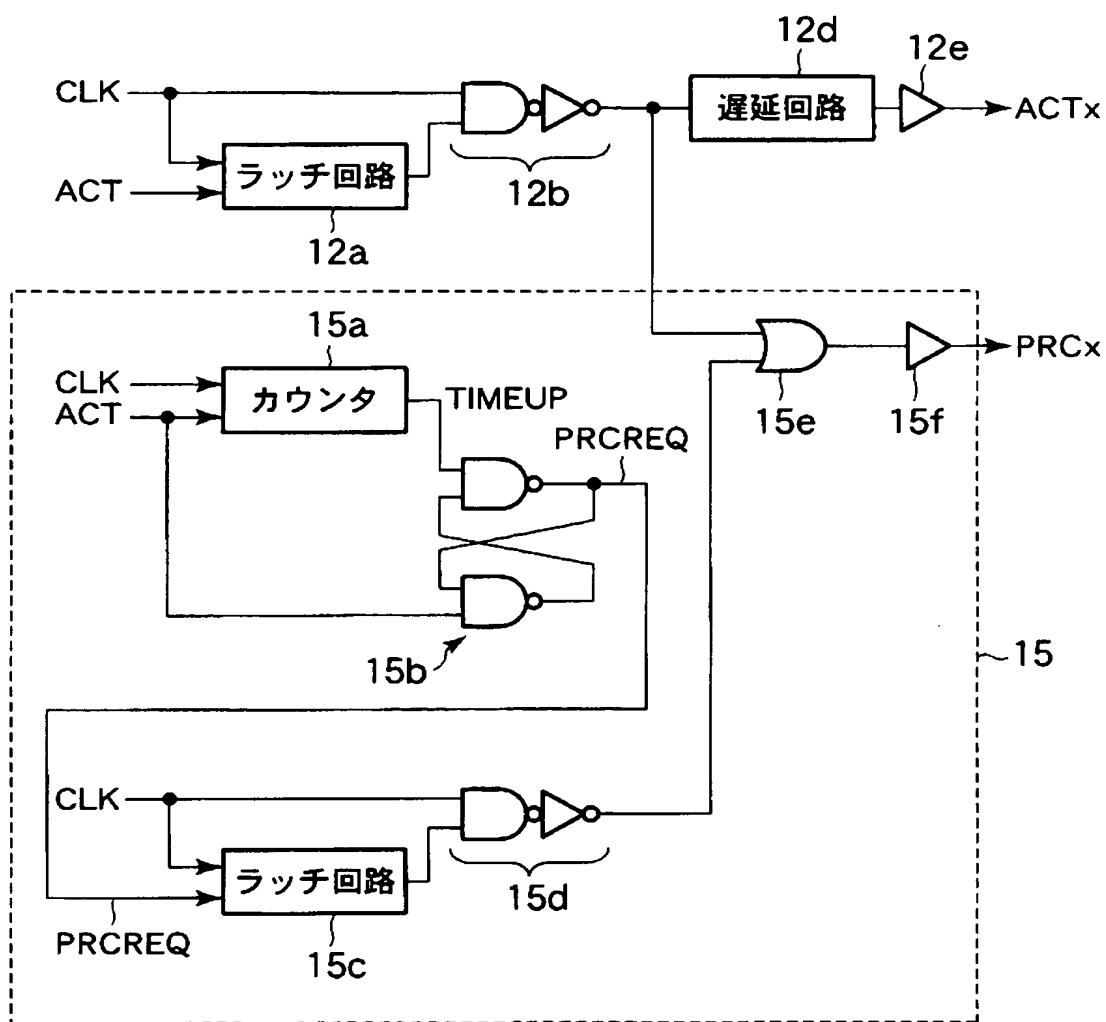 12d
12e
CLK
遅延回路
ACTx
ACT
ラッチ回路
12b
12a
15a
CLK
ACT
カウンタ
TIMEUP
PRCREQ
PRCx
15e
15f
15b
15
CLK
ラッチ回路
15d
PRCREQ
15c